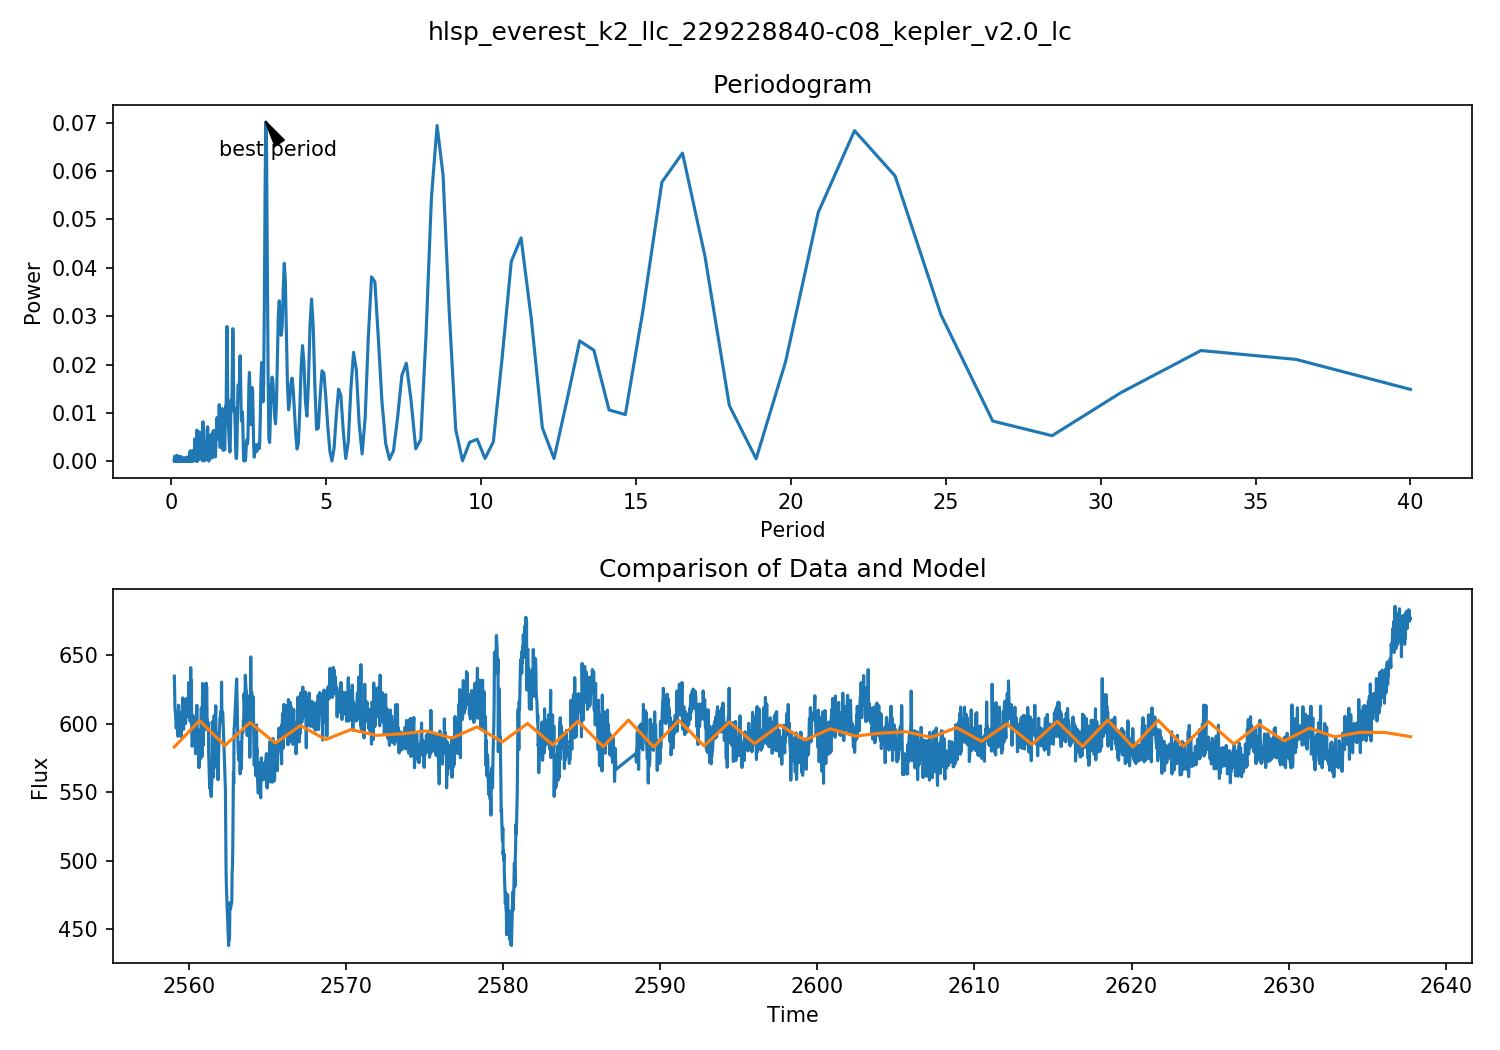 hlsp_everest_k2_llc_229228840-c08_kepler_v2.0_lc
Periodogram
0.07
0.06
0.05
0.04
0.03
0.02
0.01
0.00
Power
best period
0 5 10 15 20 25 30 35 40
Period
Comparison of Data and Model
650
600
550
500
450
Flux
2560 2570 2580 2590 2600 2610 2620 2630 2640
Time